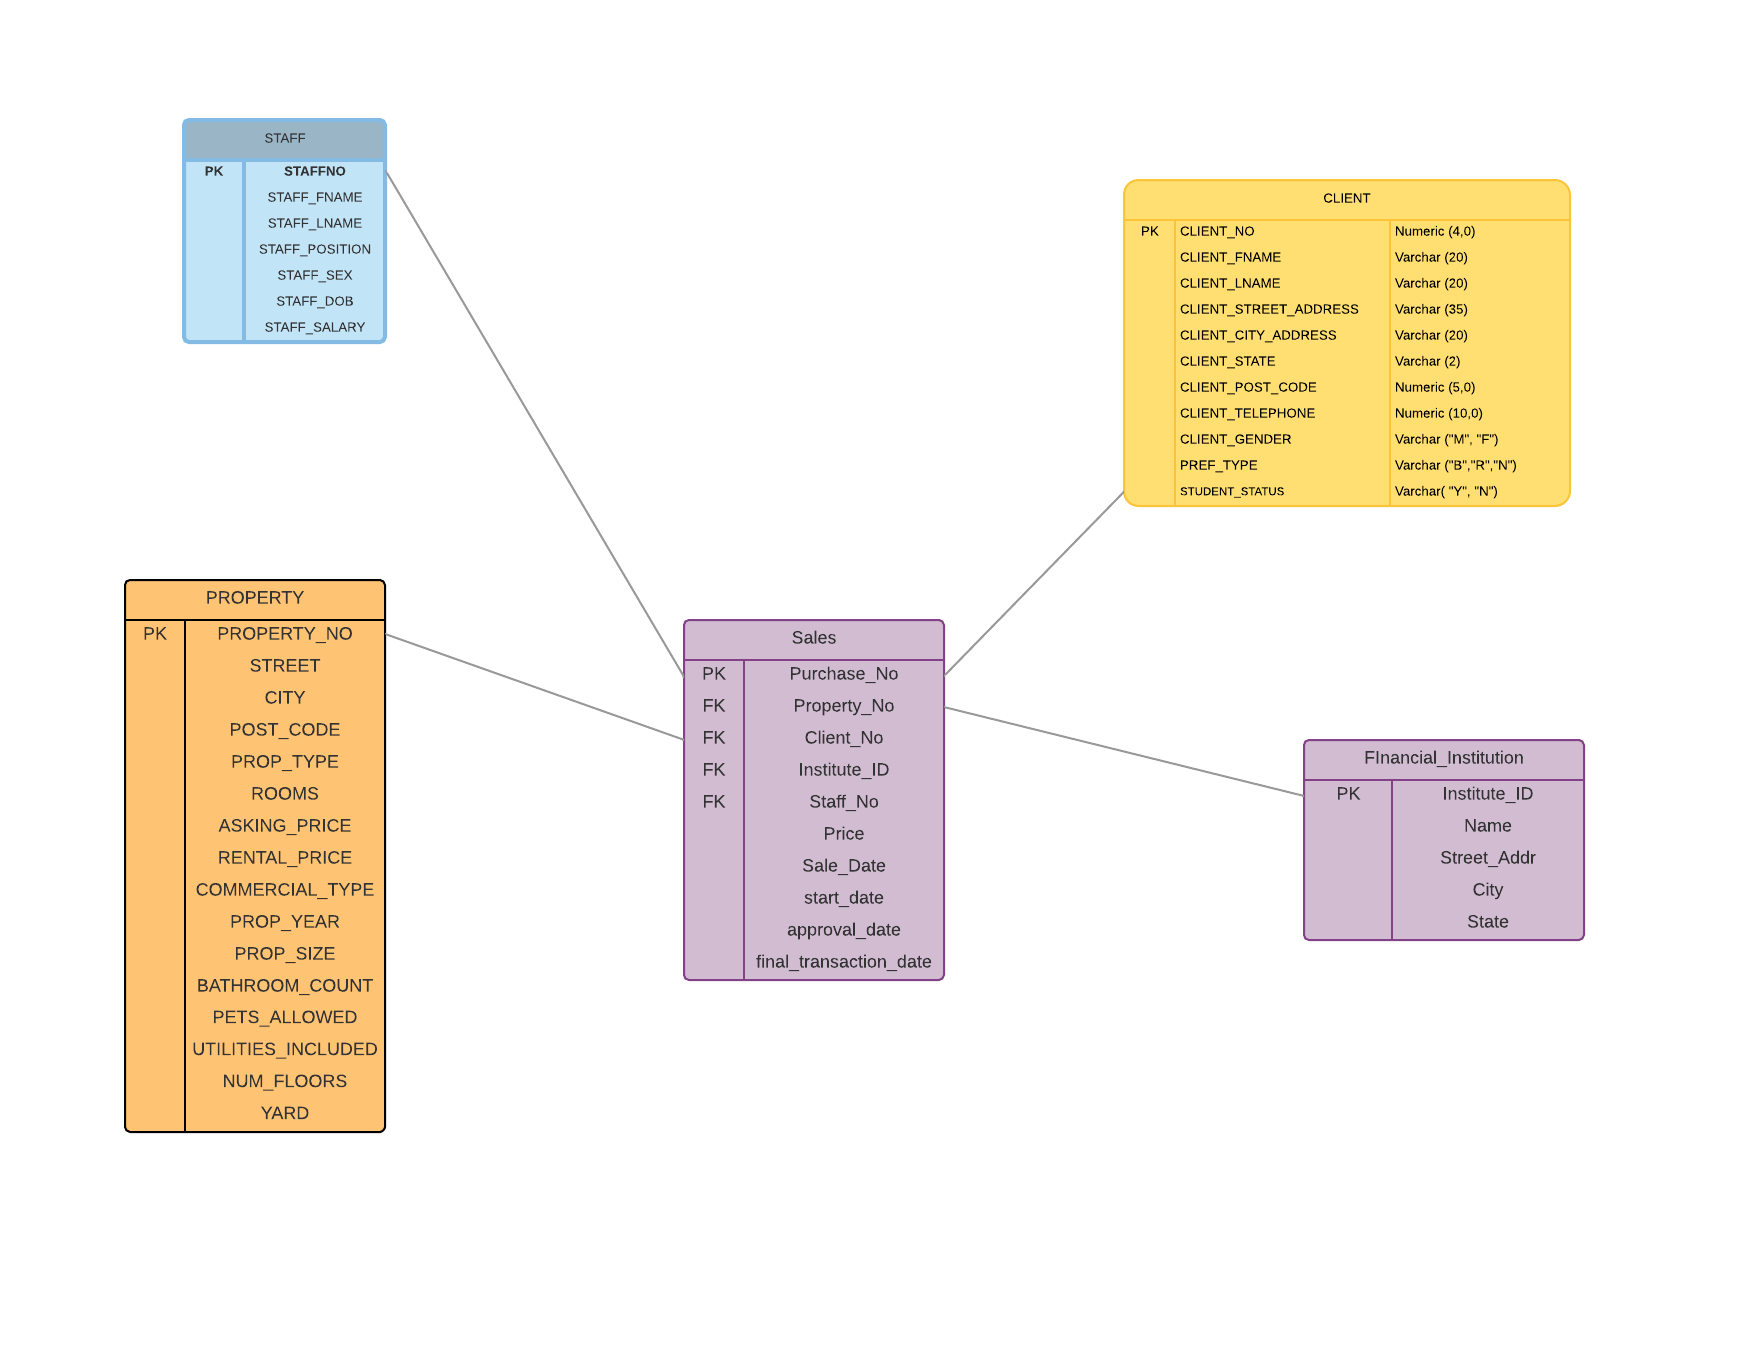 STAFF
PK STAFFNO
STAFF_FNAME
STAFF_LNAME
STAFF_POSITION
STAFF_SEX
STAFF_DOB
STAFF_SALARY
CLIENT
PK CLIENT_NO Numeric (4,0)
CLIENT_FNAME Varchar (20)
CLIENT_LNAME Varchar (20)
CLIENT_STREET_ADDRESS Varchar (35)
CLIENT_CITY_ADDRESS Varchar (20)
CLIENT_STATE Varchar (2)
CLIENT_POST_CODE Numeric (5,0)
CLIENT_TELEPHONE Numeric (10,0)
CLIENT_GENDER Varchar ("M", "F")
PREF_TYPE Varchar ("B","R","N")
STUDENT_STATUS Varchar( "Y", "N")
PROPERTY
PK PROPERTY_NO
STREET
CITY
POST_CODE
PROP_TYPE
ROOMS
ASKING_PRICE
RENTAL_PRICE
COMMERCIAL_TYPE
PROP_YEAR
PROP_SIZE
BATHROOM_COUNT
PETS_ALLOWED
UTILITIES_INCLUDED
NUM_FLOORS
YARD
Sales
PK Purchase_No
FK Property_No
FK Client_No
FK Institute_ID
FK Staff_No
Price
Sale_Date
start_date
approval_date
final_transaction_date
FInancial_Institution
PK Institute_ID
Name
Street_Addr
City
State